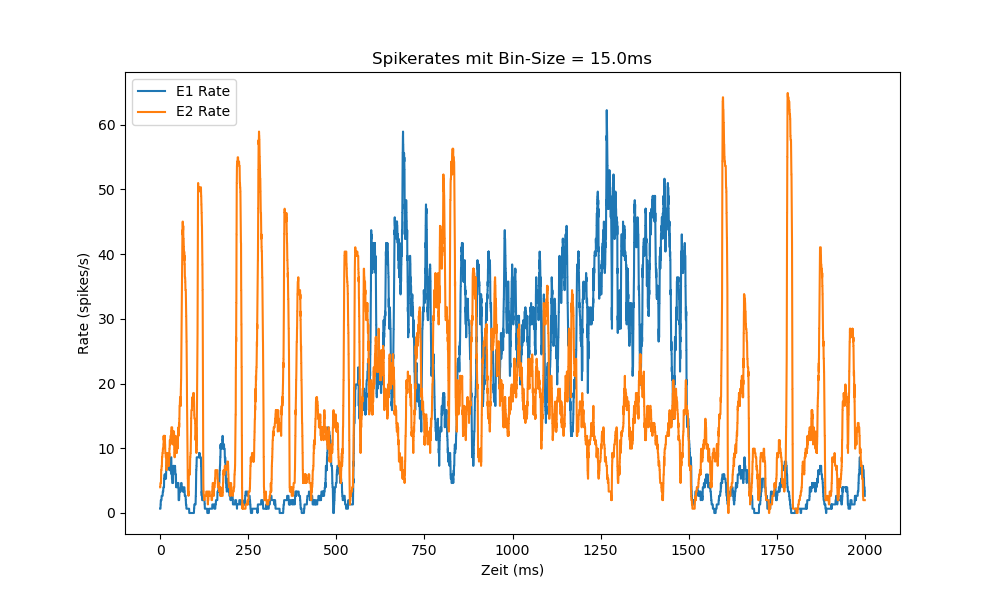 Spikerates mit Bin-Size = 15.0ms
E1 Rate
E2 Rate
Rate (spikes/s)
60
50
40
30
20
10
0
0 250 500 750 1000 1250 1500 1750 2000
Zeit (ms)